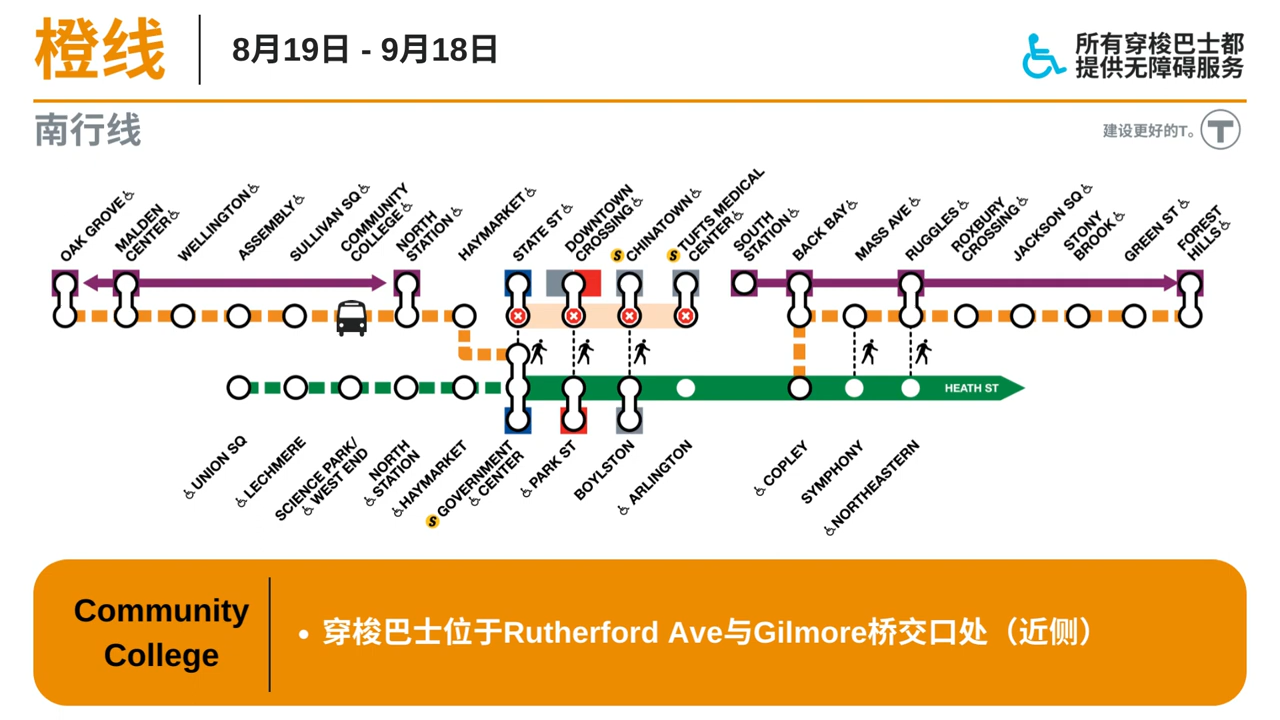 橙线
8月19日 - 9月18日
所有穿梭巴士都
提供无障碍服务
南行线
建设更好的T。
T
OAK GROVE
MALDEN
CENTER
WELLINGTON
ASSEMBLY
SULLIVAN SQ
COMMUNITY
COLLEGE
NORTH
STATION
HAYMARKET
STATE ST
DOWNTOWN
CROSSING
S CHINATOWN
S TUFTS MEDICAL
CENTER
SOUTH
STATION
BACK BAY
MASS AVE
RUGGLES
ROXBURY
CROSSING
JACKSON SQ
STONY
BROOK
GREEN ST
FOREST
HILLS
HEATH ST
UNION SQ
LECHMERE
SCIENCE PARK/
WEST END
NORTH
STATION
HAYMARKET
S GOVERNMENT
CENTER
PARK ST
BOYLSTON
ARLINGTON
COPLEY
SYMPHONY
NORTHEASTERN
Community
College
• 穿梭巴士位于Rutherford Ave与Gilmore桥交口处（近侧）